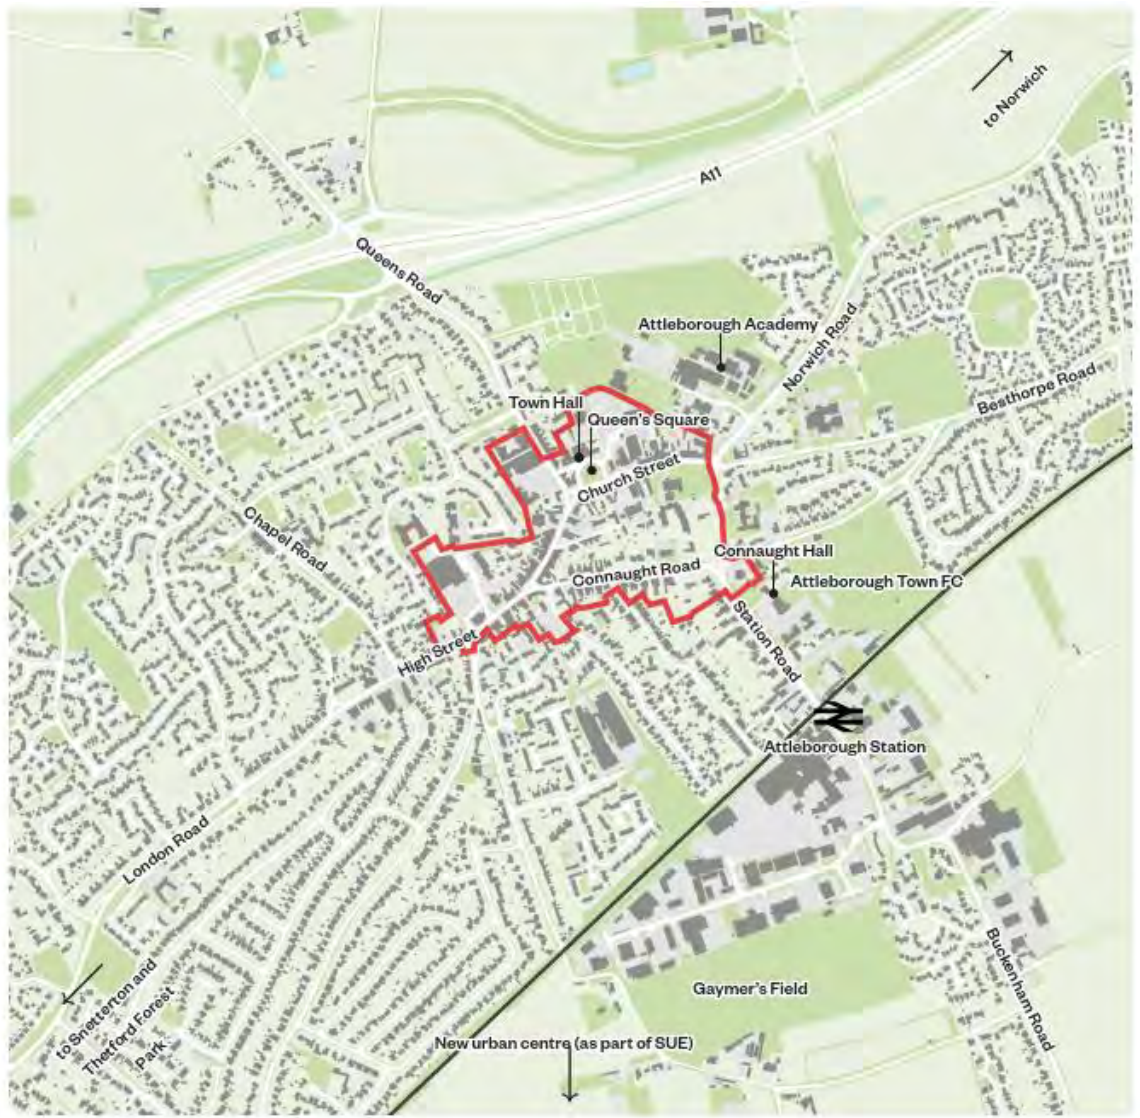 to Norwich
A11
Queens Road
Attleborough Academy
Norwich Road
Besthorpe Road
Town Hall
Queen's Square
Church Street
Chapel Road
Connaught Hall
Connaught Road
Attleborough Town FC
Station Road
High Street
Attleborough Station
London Road
Buckenham Road
Gaymer's Field
to Snetterton and
Thetford Forest
Park
New urban centre (as part of SUE)